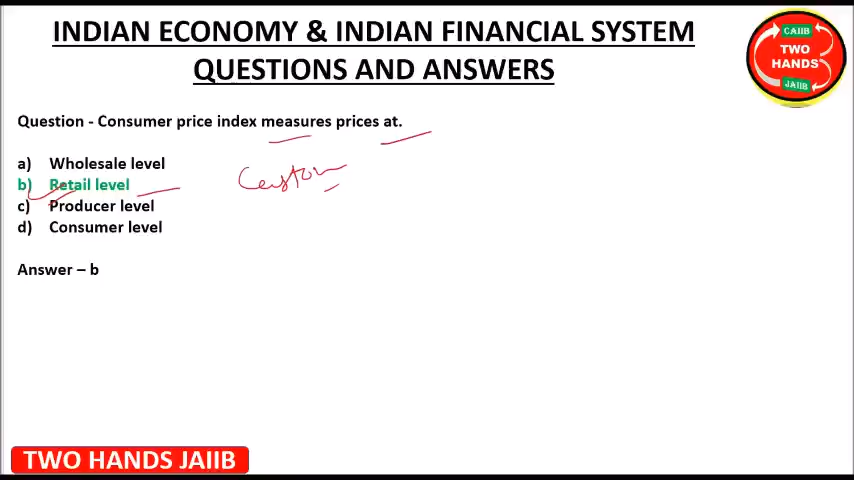 INDIAN ECONOMY & INDIAN FINANCIAL SYSTEM
QUESTIONS AND ANSWERS
CAIIB
TWO
HANDS
JAIIB
Question - Consumer price index measures prices at.
a) Wholesale level
b) Retail level
c) Producer level
d) Consumer level
Answer – b
TWO HANDS JAIIB